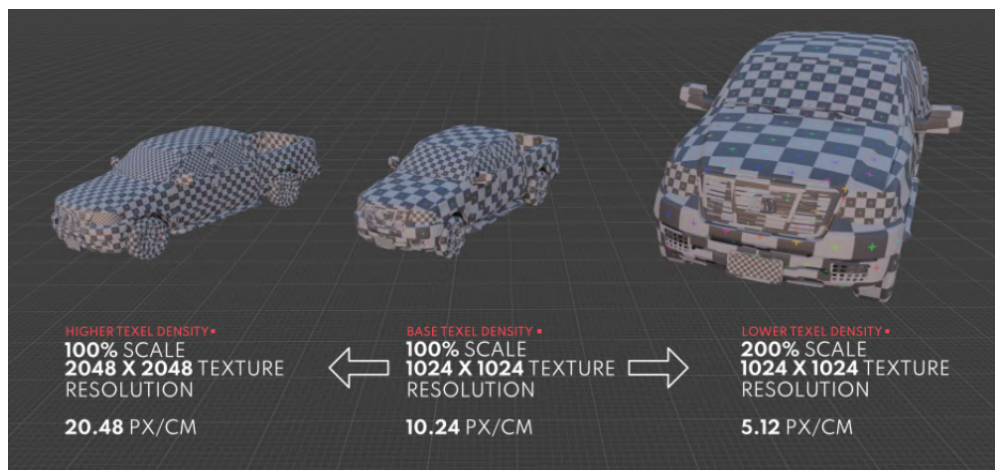 HIGHER TEXEL DENSITY
100% SCALE
2048 X 2048 TEXTURE
RESOLUTION
20.48 PX/CM
BASE TEXEL DENSITY
100% SCALE
1024 X 1024 TEXTURE
RESOLUTION
10.24 PX/CM
LOWER TEXEL DENSITY
200% SCALE
1024 X 1024 TEXTURE
RESOLUTION
5.12 PX/CM